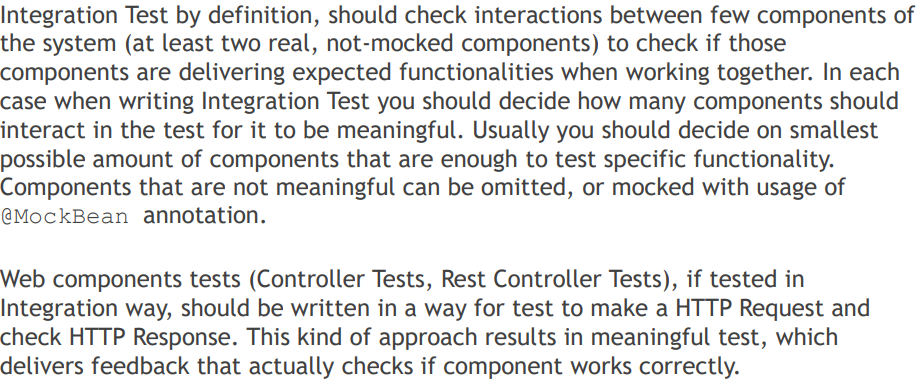 Integration Test by definition, should check interactions between few components of
the system (at least two real, not-mocked components) to check if those
components are delivering expected functionalities when working together. In each
case when writing Integration Test you should decide how many components should
interact in the test for it to be meaningful. Usually you should decide on smallest
possible amount of components that are enough to test specific functionality.
Components that are not meaningful can be omitted, or mocked with usage of
@MockBean annotation.
Web components tests (Controller Tests, Rest Controller Tests), if tested in
Integration way, should be written in a way for test to make a HTTP Request and
check HTTP Response. This kind of approach results in meaningful test, which
delivers feedback that actually checks if component works correctly.